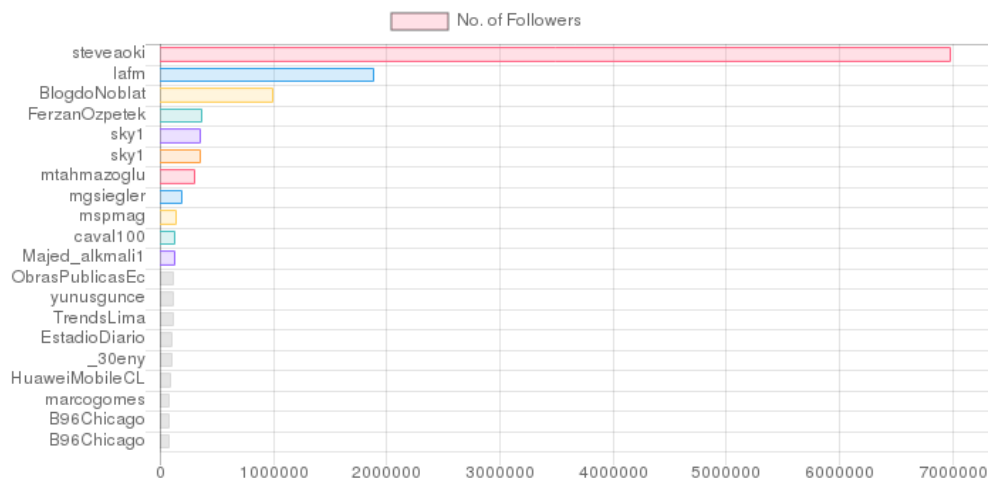 No. of Followers
steveaoki
lafm
BlogdoNoblat
FerzanOzpetek
sky1
sky1
mtahmazoglu
mgsiegler
mspmag
caval100
Majed_alkmali1
ObrasPublicasEc
yunusgunce
TrendsLima
EstadioDiario
_30eny
HuaweiMobileCL
marcogomes
B96Chicago
B96Chicago
0 1000000 2000000 3000000 4000000 5000000 6000000 7000000